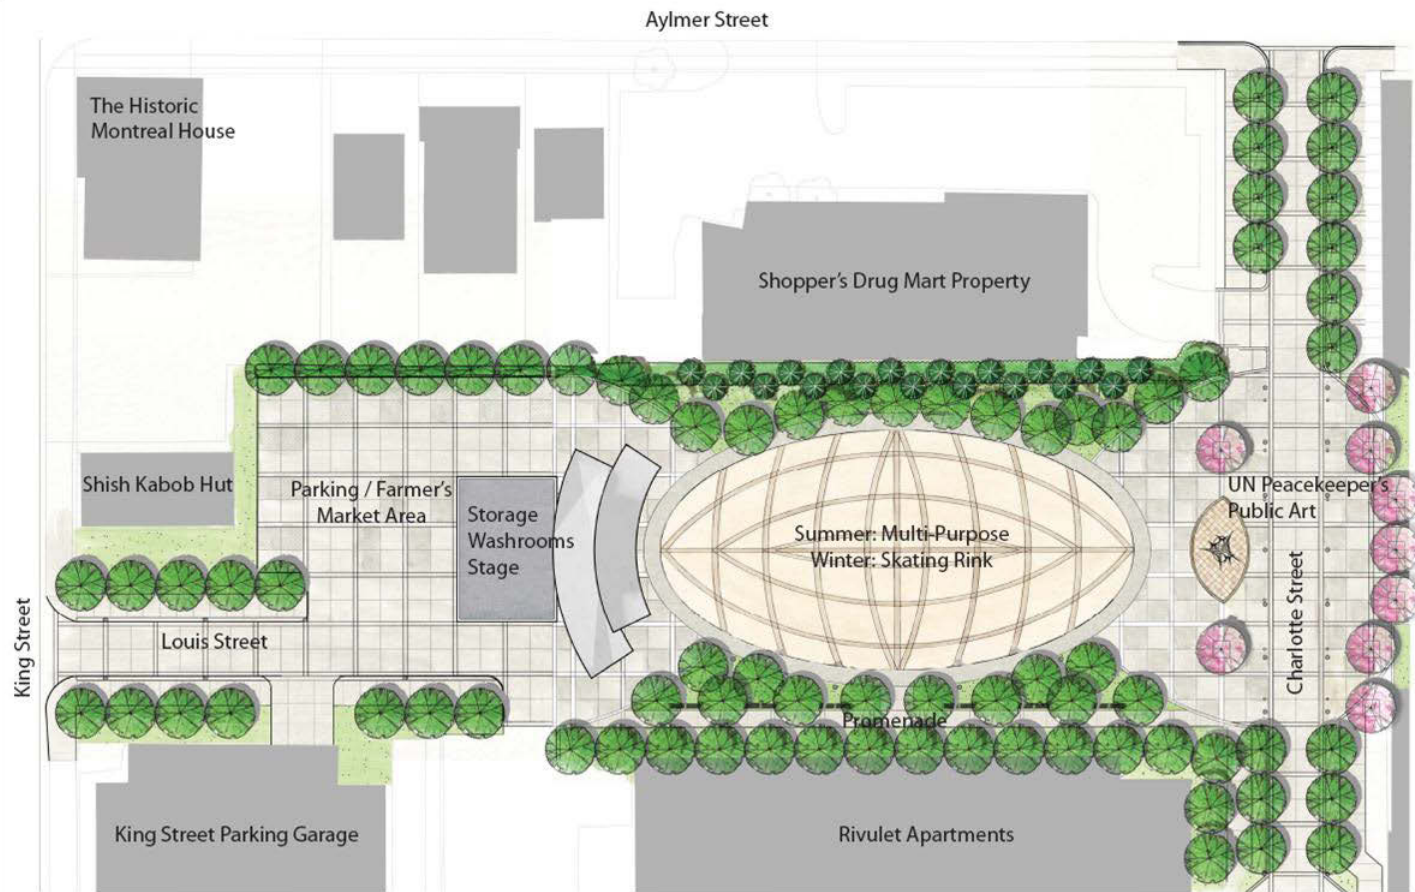 Aylmer Street
The Historic
Montreal House
Shopper's Drug Mart Property
Shish Kabob Hut
Parking / Farmer's
Market Area
Storage
Washrooms
Stage
Summer: Multi-Purpose
Winter: Skating Rink
UN Peacekeeper's
Public Art
Charlotte Street
King Street
Louis Street
Promenade
King Street Parking Garage
Rivulet Apartments